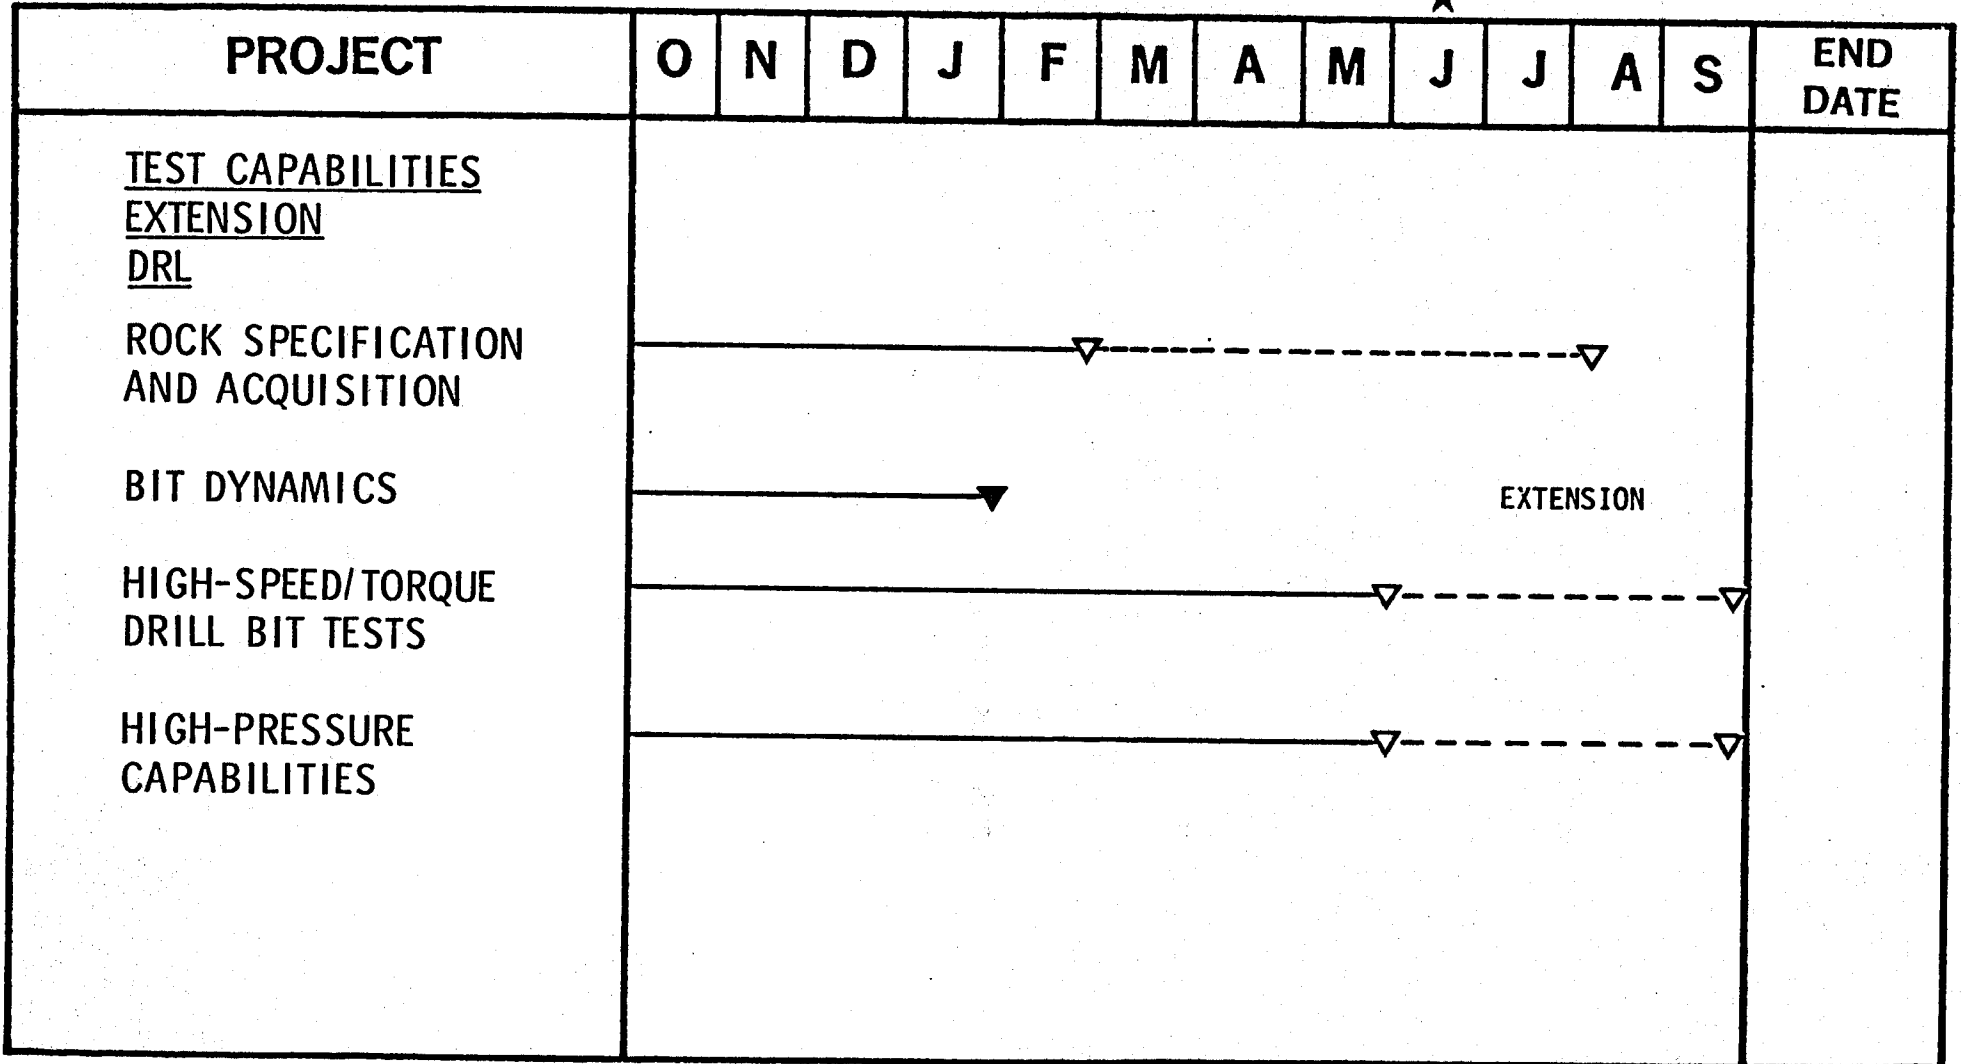 PROJECT O N D J F M A M J J A S END
DATE
TEST CAPABILITIES
EXTENSION
DRL
ROCK SPECIFICATION
AND ACQUISITION
BIT DYNAMICS EXTENSION
HIGH-SPEED/TORQUE
DRILL BIT TESTS
HIGH-PRESSURE
CAPABILITIES